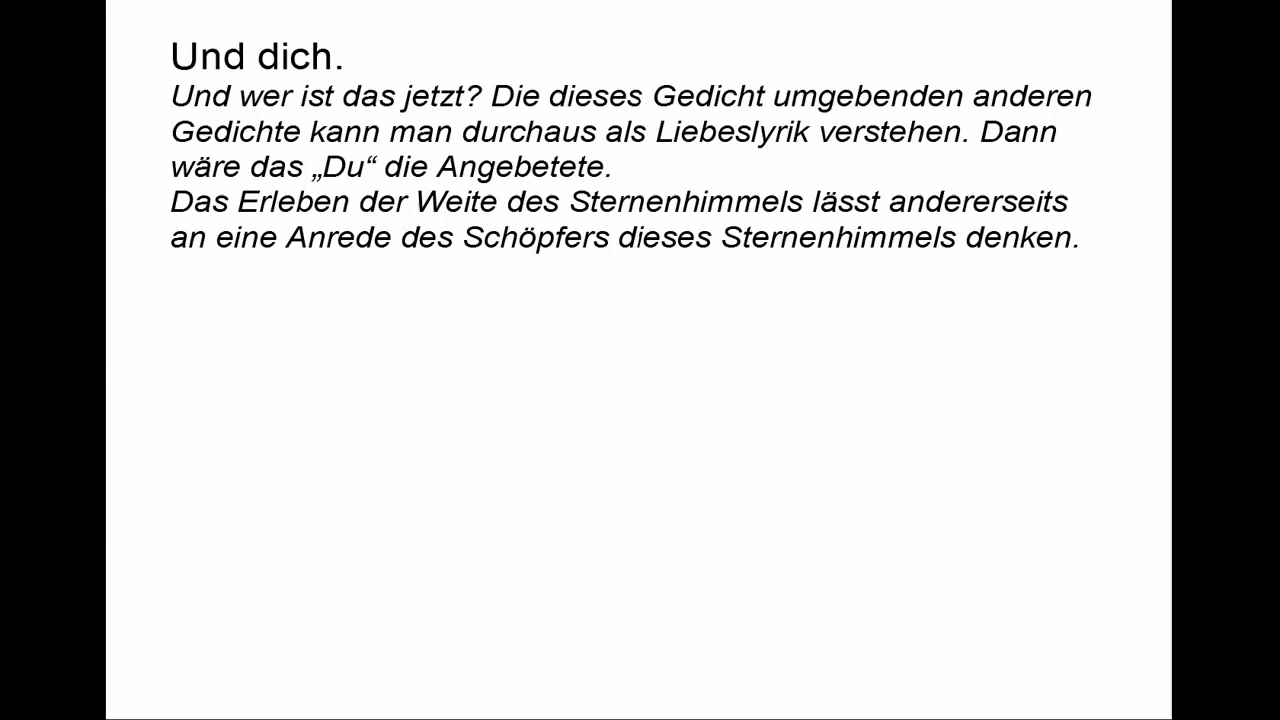 Und dich.
Und wer ist das jetzt? Die dieses Gedicht umgebenden anderen
Gedichte kann man durchaus als Liebeslyrik verstehen. Dann
wäre das „Du“ die Angebetete.
Das Erleben der Weite des Sternenhimmels lässt andererseits
an eine Anrede des Schöpfers dieses Sternenhimmels denken.